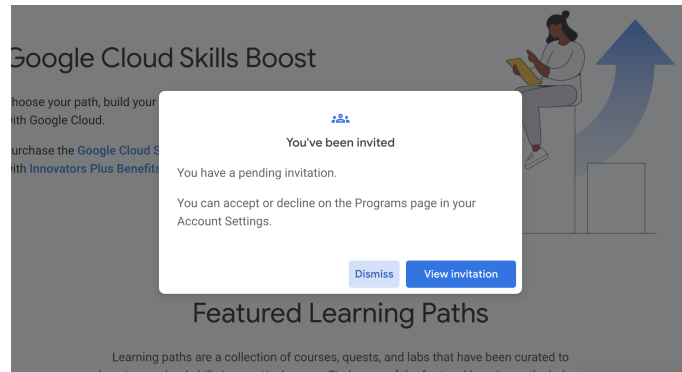 Google Cloud Skills Boost
hoose your path, build your
ith Google Cloud.
urchase the Google Cloud S
ith Innovators Plus Benefits
You've been invited
You have a pending invitation.
You can accept or decline on the Programs page in your
Account Settings.
Dismiss
View invitation
Featured Learning Paths
Learning paths are a collection of courses, quests, and labs that have been curated to